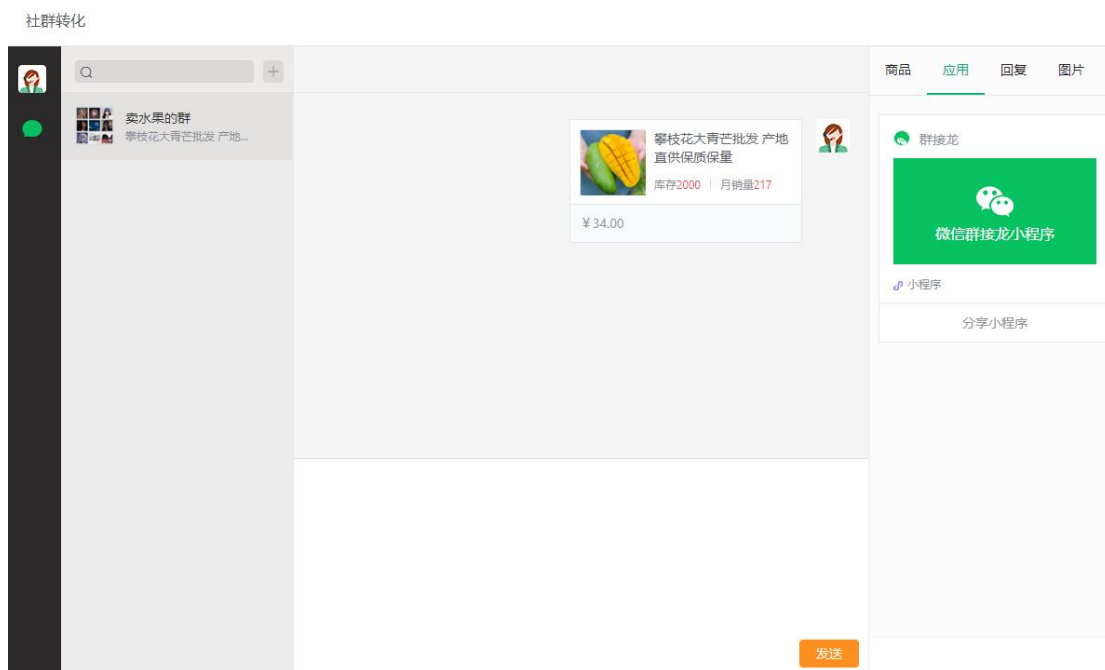 社群转化
卖水果的群
攀枝花大青芒批发 产地...
攀枝花大青芒批发 产地
直供保质保量
库存2000 | 月销量217
¥34.00
发送
商品 应用 回复 图片
群接龙
微信群接龙小程序
小程序
分享小程序